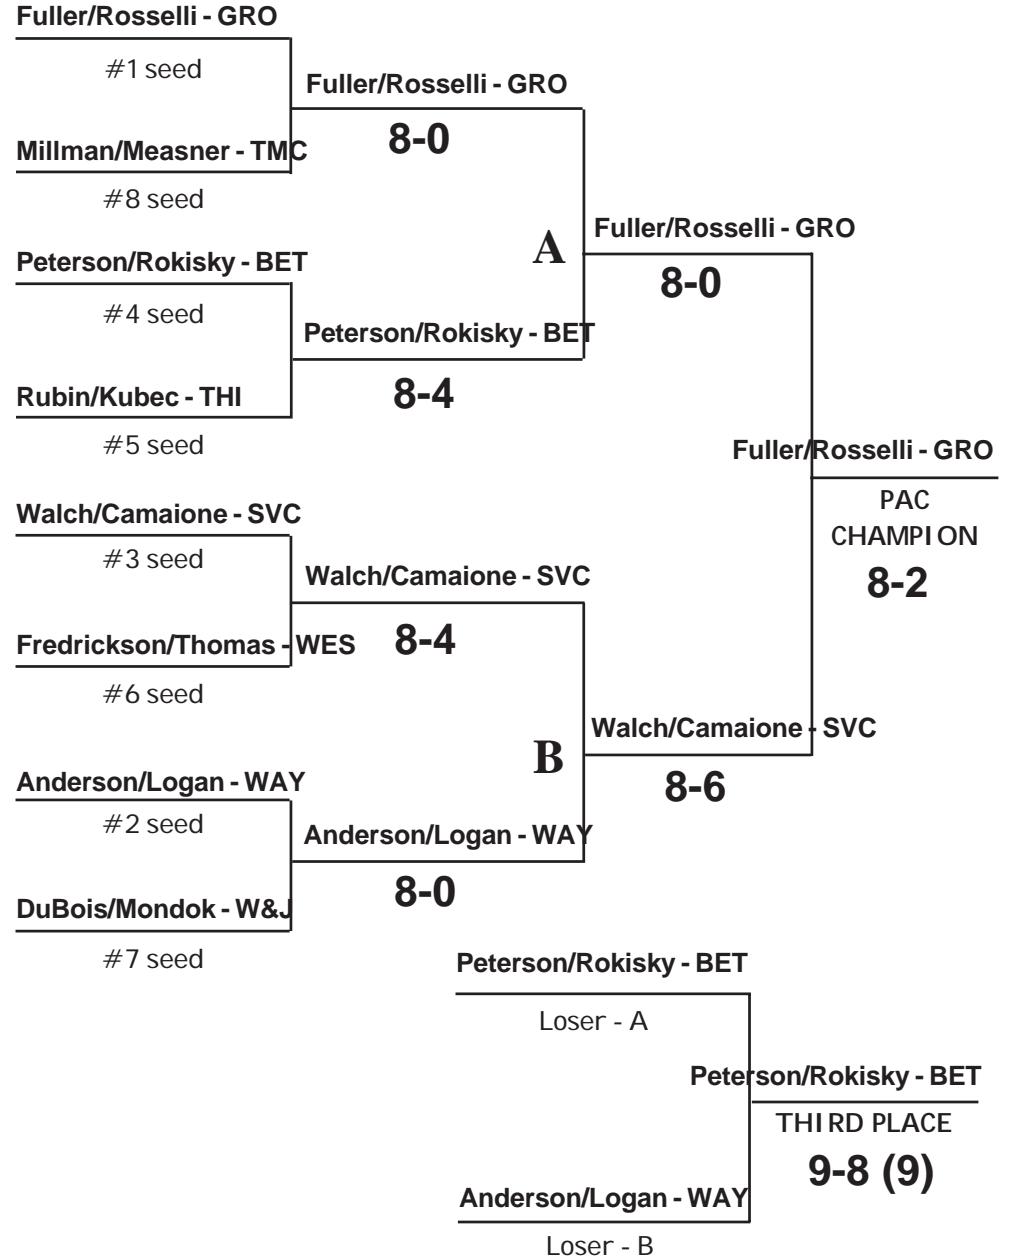 Fuller/Rosselli - GRO
#1 seed
Fuller/Rosselli - GRO
8-0
Millman/Measner - TMC
#8 seed
Fuller/Rosselli - GRO
A
8-0
Peterson/Rokisky - BET
#4 seed
Peterson/Rokisky - BET
8-4
Rubin/Kubec - THI
#5 seed
Fuller/Rosselli - GRO
PAC
CHAMPION
8-2
Walch/Camaione - SVC
#3 seed
Walch/Camaione - SVC
8-4
Fredrickson/Thomas - WES
#6 seed
Walch/Camaione - SVC
B
8-6
Anderson/Logan - WAY
#2 seed
Anderson/Logan - WAY
8-0
DuBois/Mondok - W&J
#7 seed
Peterson/Rokisky - BET
Loser - A
Peterson/Rokisky - BET
THIRD PLACE
9-8 (9)
Anderson/Logan - WAY
Loser - B